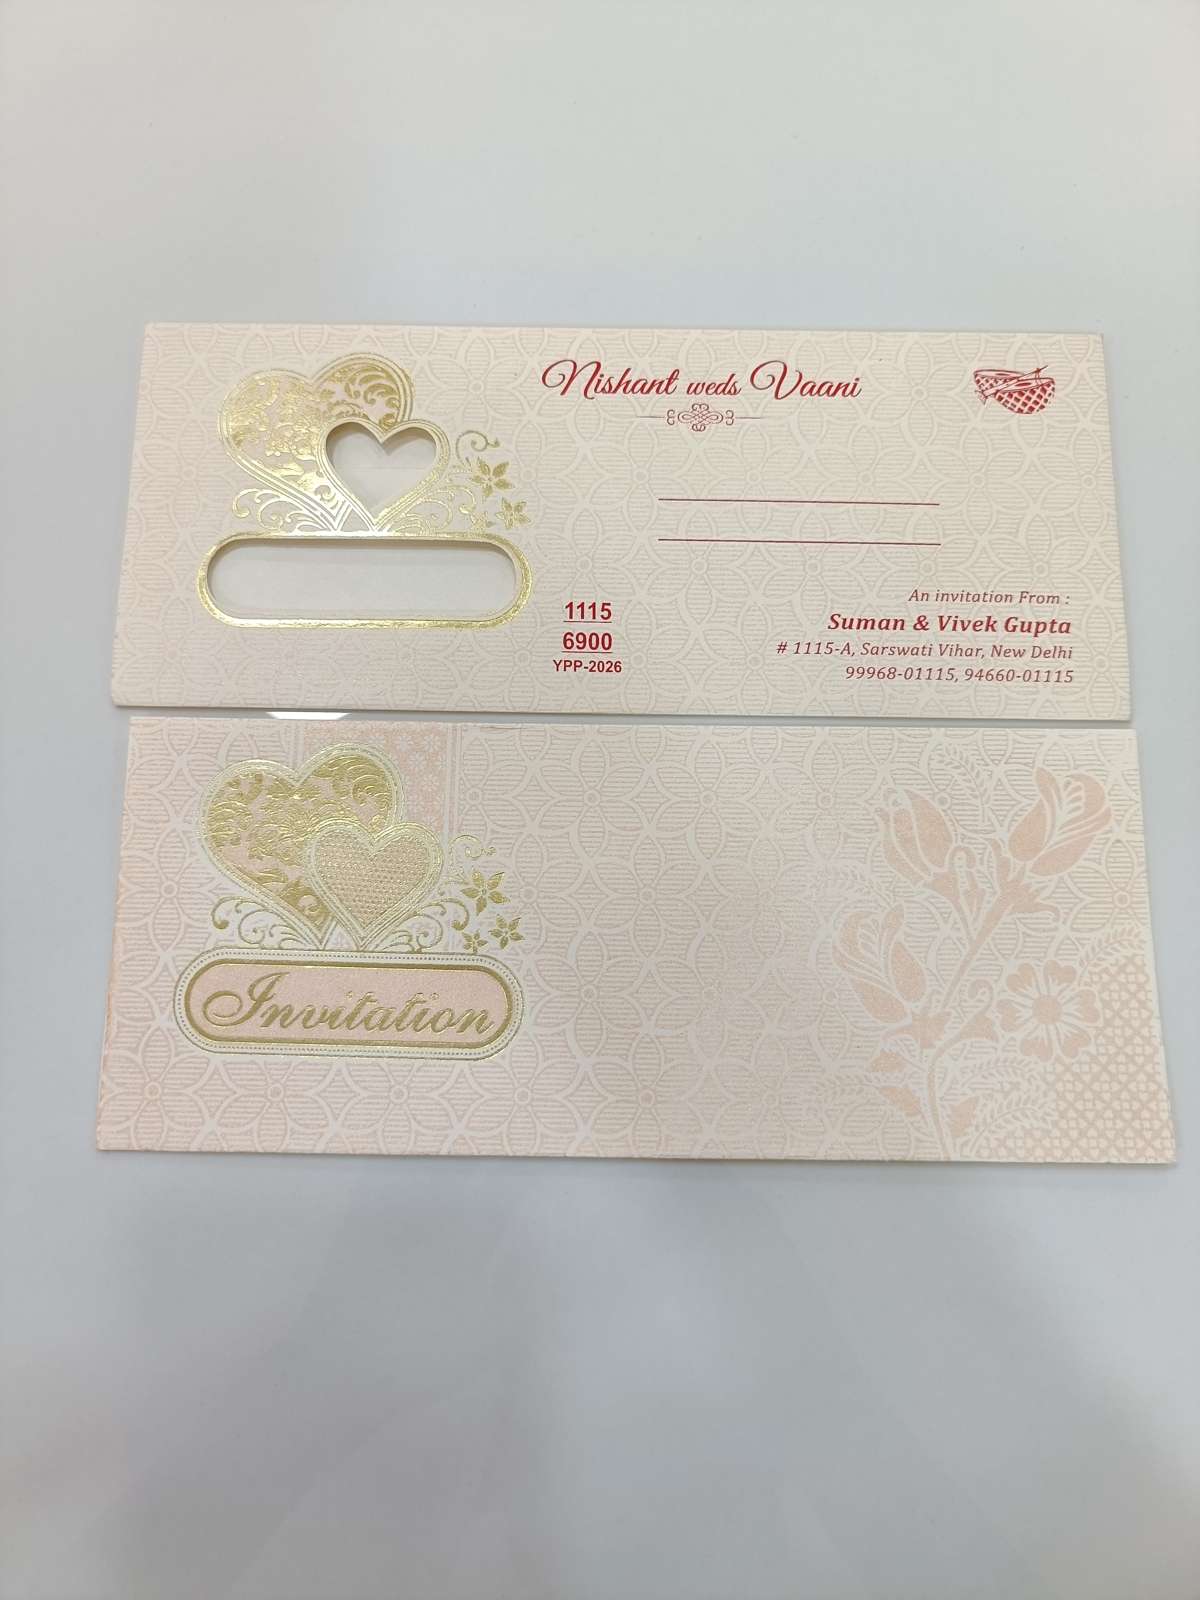 Nishant weds Vaani
1115
6900
YPP-2026
An invitation From :
Suman & Vivek Gupta
# 1115-A, Sarswati Vihar, New Delhi
99968-01115, 94660-01115
Invitation